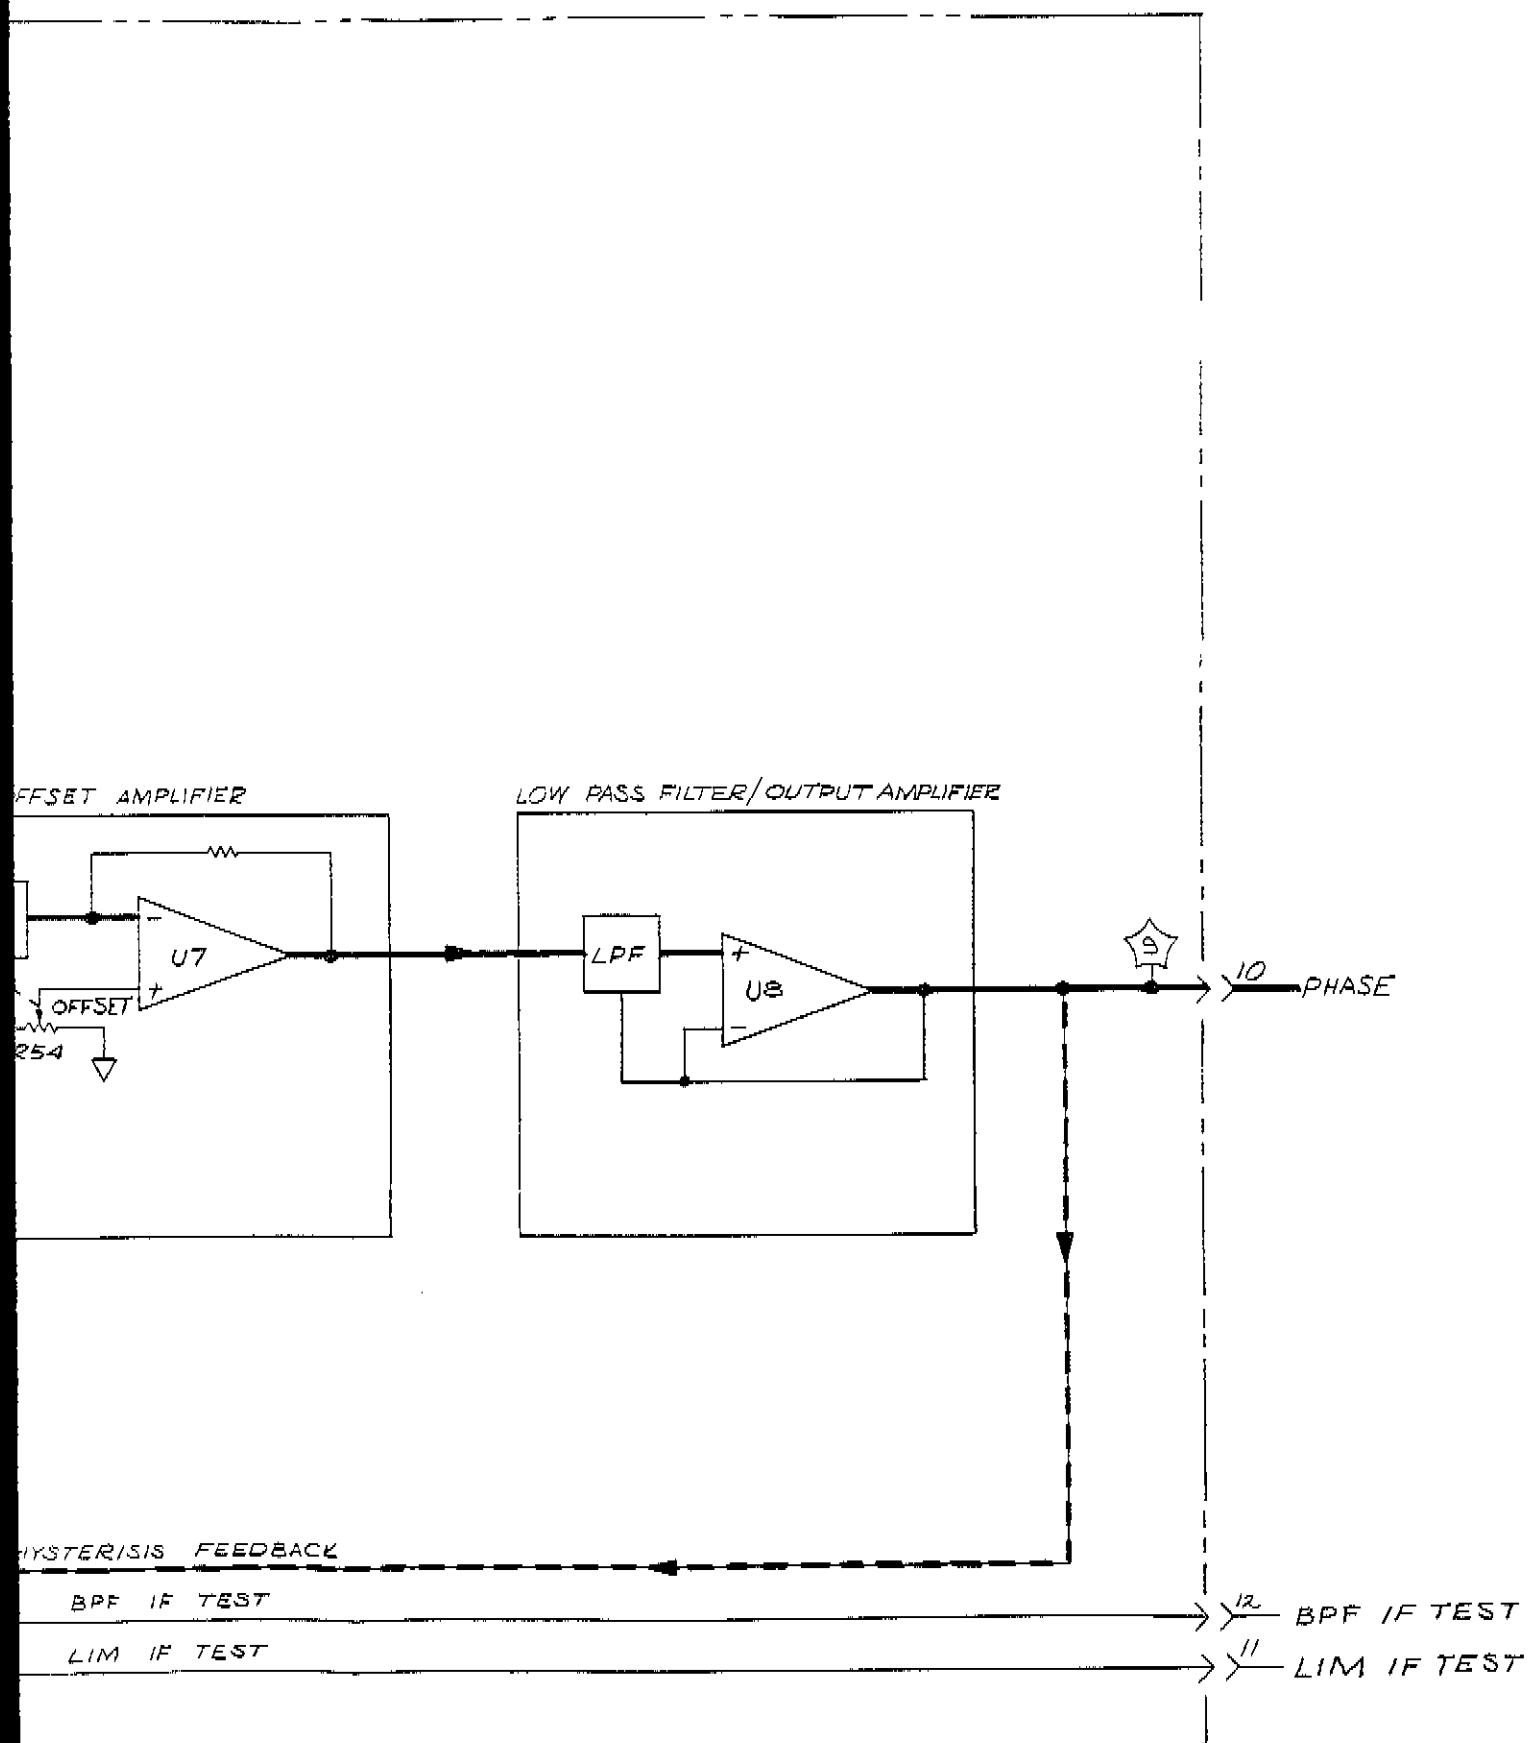 FFSET AMPLIFIER
LOW PASS FILTER/OUTPUT AMPLIFIER
−
U7
+
OFFSET
254
LPF
+
U8
−
9
10
PHASE
HYSTERISIS FEEDBACK
BPF IF TEST
12
BPF IF TEST
LIM IF TEST
11
LIM IF TEST